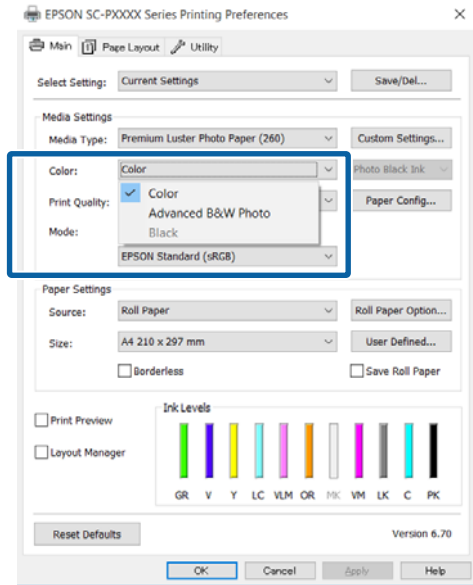 EPSON SC-PXXXX Series Printing Preferences
Main Page Layout Utility
Select Setting: Current Settings Save/Del...
Media Settings
Media Type: Premium Luster Photo Paper (260) Custom Settings...
Color: Color Photo Black Ink
Color
Print Quality: Paper Config...
Advanced B&W Photo
Mode: Black
EPSON Standard (sRGB)
Paper Settings
Source: Roll Paper Roll Paper Option...
Size: A4 210 x 297 mm User Defined...
Borderless Save Roll Paper
Print Preview
Layout Manager
Ink Levels
GR V Y LC VLM OR MK VM LK C PK
Reset Defaults Version 6.70
OK Cancel Apply Help